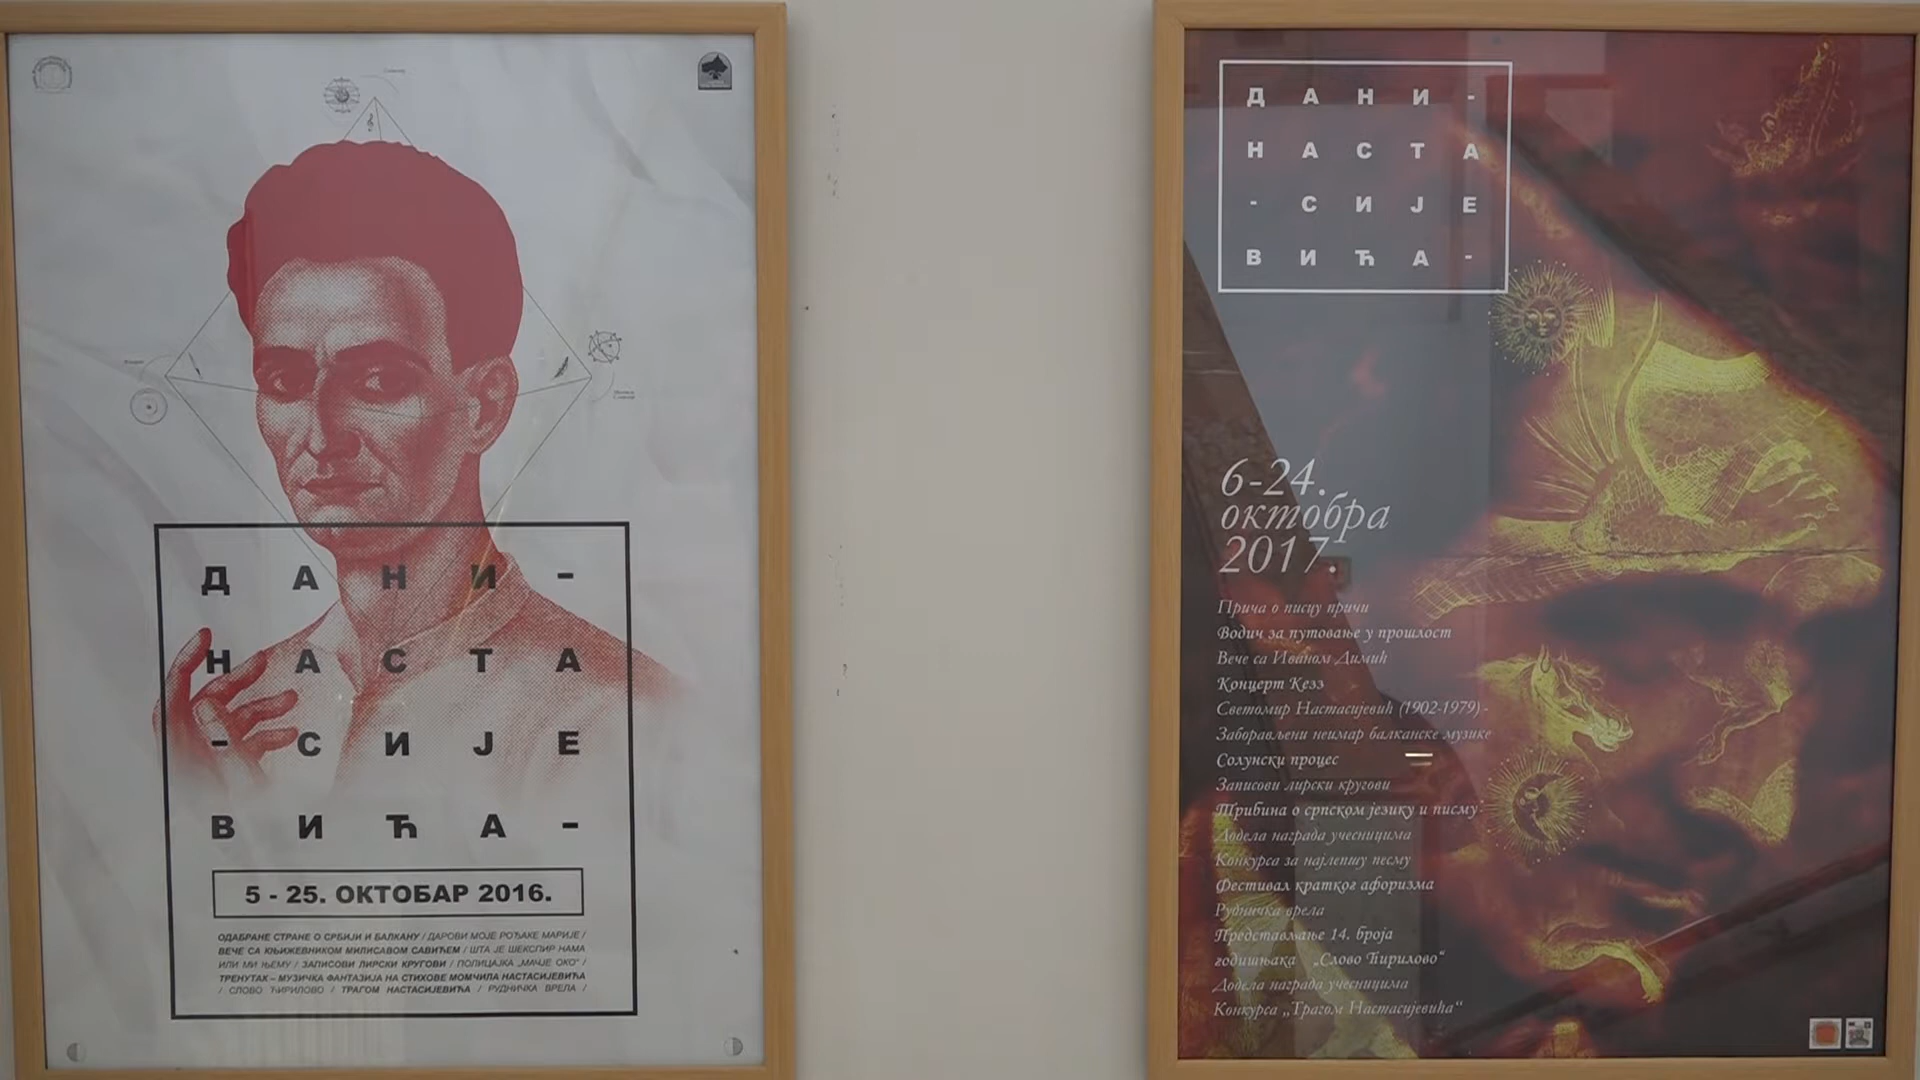 Д А Н И -
Н А С Т А
- С И Ј Е
В И Ћ А -
5 - 25. ОКТОБАР 2016.
ОДАБРАНЕ СТРАНЕ О СРБИЈИ И БАЛКАНУ / ДАРОВИ МОЈЕ РОЂАКЕ МАРИЈЕ /
ВЕЧЕ СА КЊИЖЕВНИКОМ МИЛИСАВОМ САВИЋЕМ / ШТА ЈЕ ШЕКСПИР НАМА
ИЛИ МИ ЊЕМУ / ЗАПИСОВИ ЛИРСКИ КРУГОВИ / ПОЛИЦАЈКА „МАЧЈЕ ОКО“ /
ТРЕНУТАК – МУЗИЧКА ФАНТАЗИЈА НА СТИХОВЕ МОМЧИЛА НАСТАСИЈЕВИЋА
/ СЛОВО ЋИРИЛОВО / ТРАГОМ НАСТАСИЈЕВИЋА / РУДНИЧКА ВРЕЛА /
Д А Н И -
Н А С Т А
- С И Ј Е
В И Ћ А -
6-24.
октобра
2017.
Прича о писцу причи
Водич за путовање у прошлост
Вече са Иваном Димић
Концерт Кезз
Светомир Настасијевић (1902-1979) -
Заборављени неимар балканске музике
Солунски процес
Записови лирски кругови
Трибина о српском језику и писму-
Додела награда учесницима
Конкурса за најлепшу песму
Фестивал кратког афоризма
Рудничка врела
Представљање 14. броја
годишњака „Слово Ћирилово“
Додела награда учесницима
Конкурса „Трагом Настасијевића“